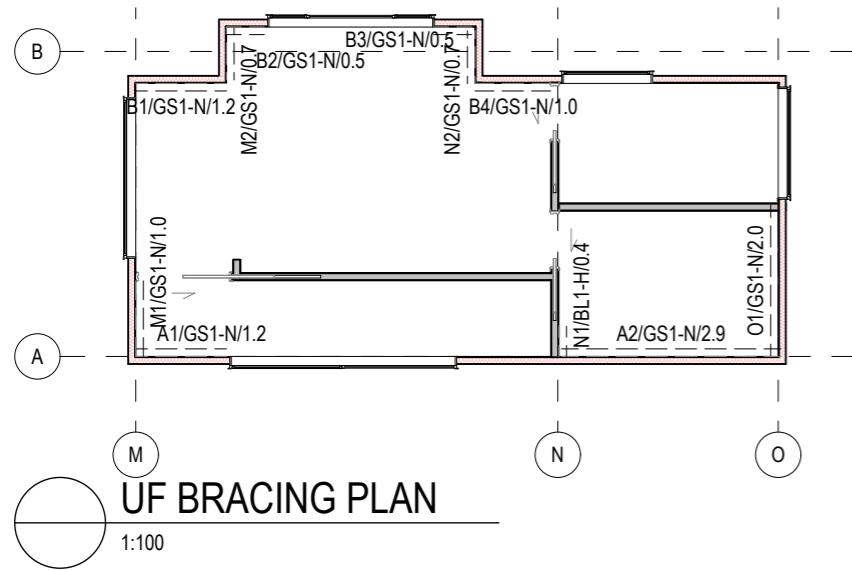 B
B3/GS1-N/0.5
B2/GS1-N/0.5
M2/GS1-N/0.7
N2/GS1-N/0.7
B1/GS1-N/1.2
B4/GS1-N/1.0
M1/GS1-N/1.0
N1/BL1-H/0.4
O1/GS1-N/2.0
A1/GS1-N/1.2
A2/GS1-N/2.9
A
M
N
O
UF BRACING PLAN
1:100